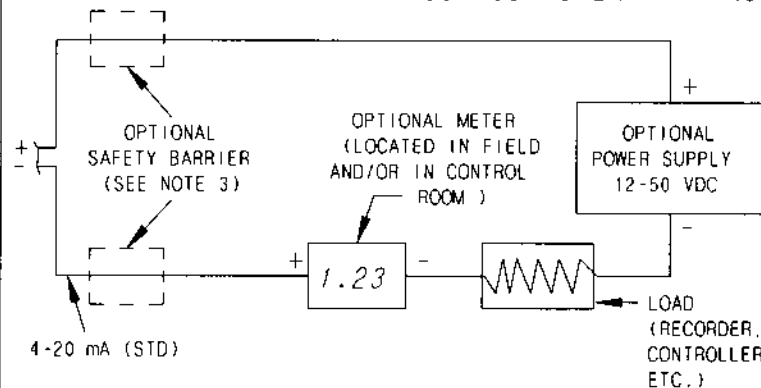 OPTIONAL
SAFETY BARRIER
(SEE NOTE 3)
OPTIONAL METER
(LOCATED IN FIELD
AND/OR IN CONTROL
ROOM )
OPTIONAL
POWER SUPPLY
12-50 VDC
+
-
+
-
+
-
1.23
4-20 mA (STD)
LOAD
(RECORDER,
CONTROLLER
ETC.)